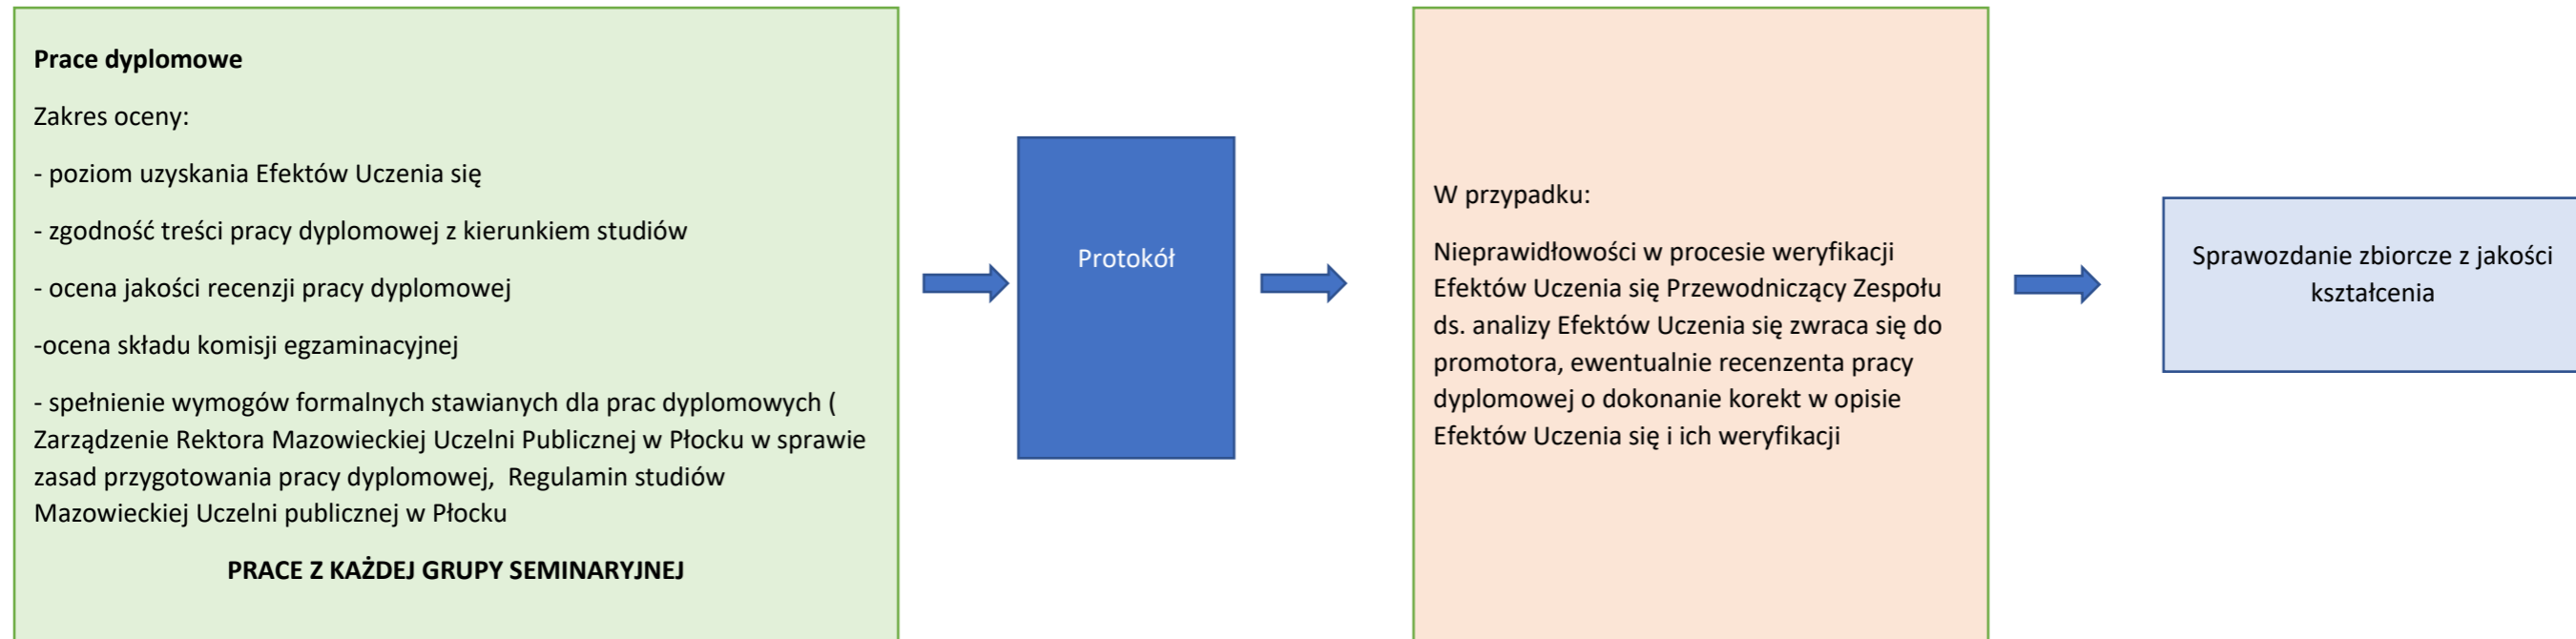 Prace dyplomowe
Zakres oceny:
- poziom uzyskania Efektów Uczenia się
- zgodność treści pracy dyplomowej z kierunkiem studiów
- ocena jakości recenzji pracy dyplomowej
-ocena składu komisji egzaminacyjnej
- spełnienie wymogów formalnych stawianych dla prac dyplomowych (
Zarządzenie Rektora Mazowieckiej Uczelni Publicznej w Płocku w sprawie
zasad przygotowania pracy dyplomowej, Regulamin studiów
Mazowieckiej Uczelni publicznej w Płocku
PRACE Z KAŻDEJ GRUPY SEMINARYJNEJ
Protokół
W przypadku:
Nieprawidłowości w procesie weryfikacji
Efektów Uczenia się Przewodniczący Zespołu
ds. analizy Efektów Uczenia się zwraca się do
promotora, ewentualnie recenzenta pracy
dyplomowej o dokonanie korekt w opisie
Efektów Uczenia się i ich weryfikacji
Sprawozdanie zbiorcze z jakości
kształcenia